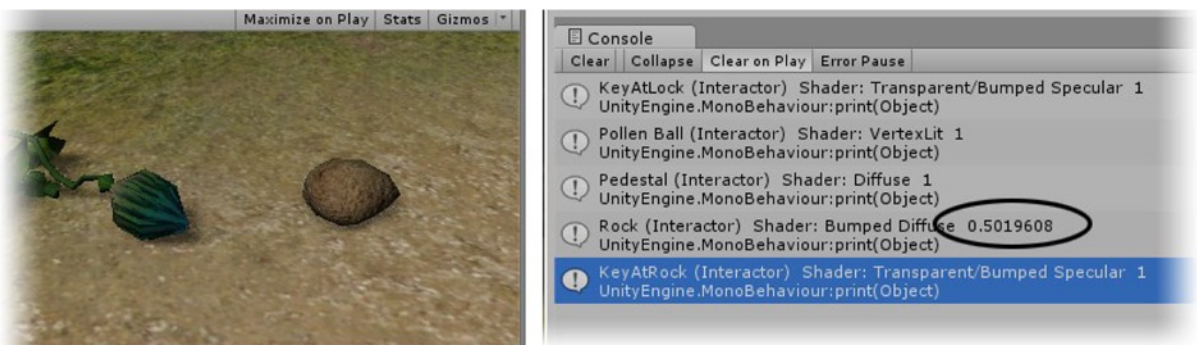 Maximize on Play Stats Gizmos
Console
Clear Collapse Clear on Play Error Pause
KeyAtLock (Interactor) Shader: Transparent/Bumped Specular 1
UnityEngine.MonoBehaviour:print(Object)
Pollen Ball (Interactor) Shader: VertexLit 1
UnityEngine.MonoBehaviour:print(Object)
Pedestal (Interactor) Shader: Diffuse 1
UnityEngine.MonoBehaviour:print(Object)
Rock (Interactor) Shader: Bumped Diffuse 0.5019608
UnityEngine.MonoBehaviour:print(Object)
KeyAtRock (Interactor) Shader: Transparent/Bumped Specular 1
UnityEngine.MonoBehaviour:print(Object)